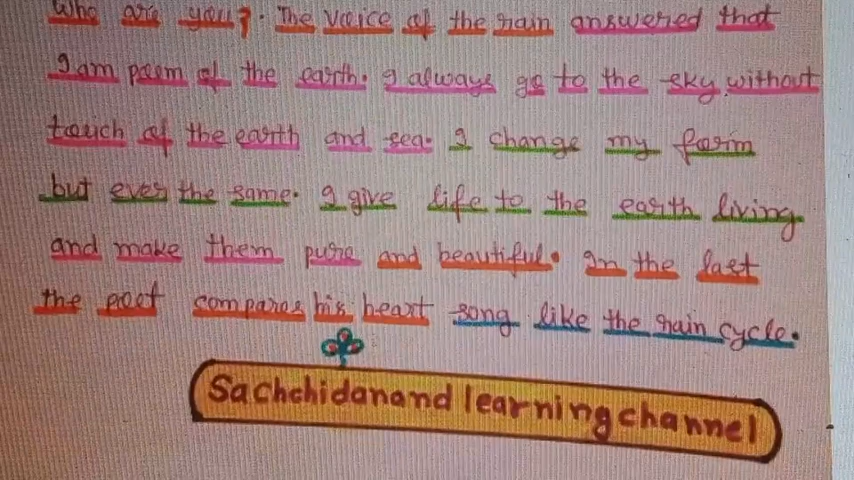 Who are you?. The voice of the rain answered that
I am poem of the earth. I always go to the sky without
touch of the earth and sea. I change my form
but ever the same. I give life to the earth living
and make them pure and beautiful. In the last
the poet compares his heart song like the rain cycle.
Sachchidanand learning channel